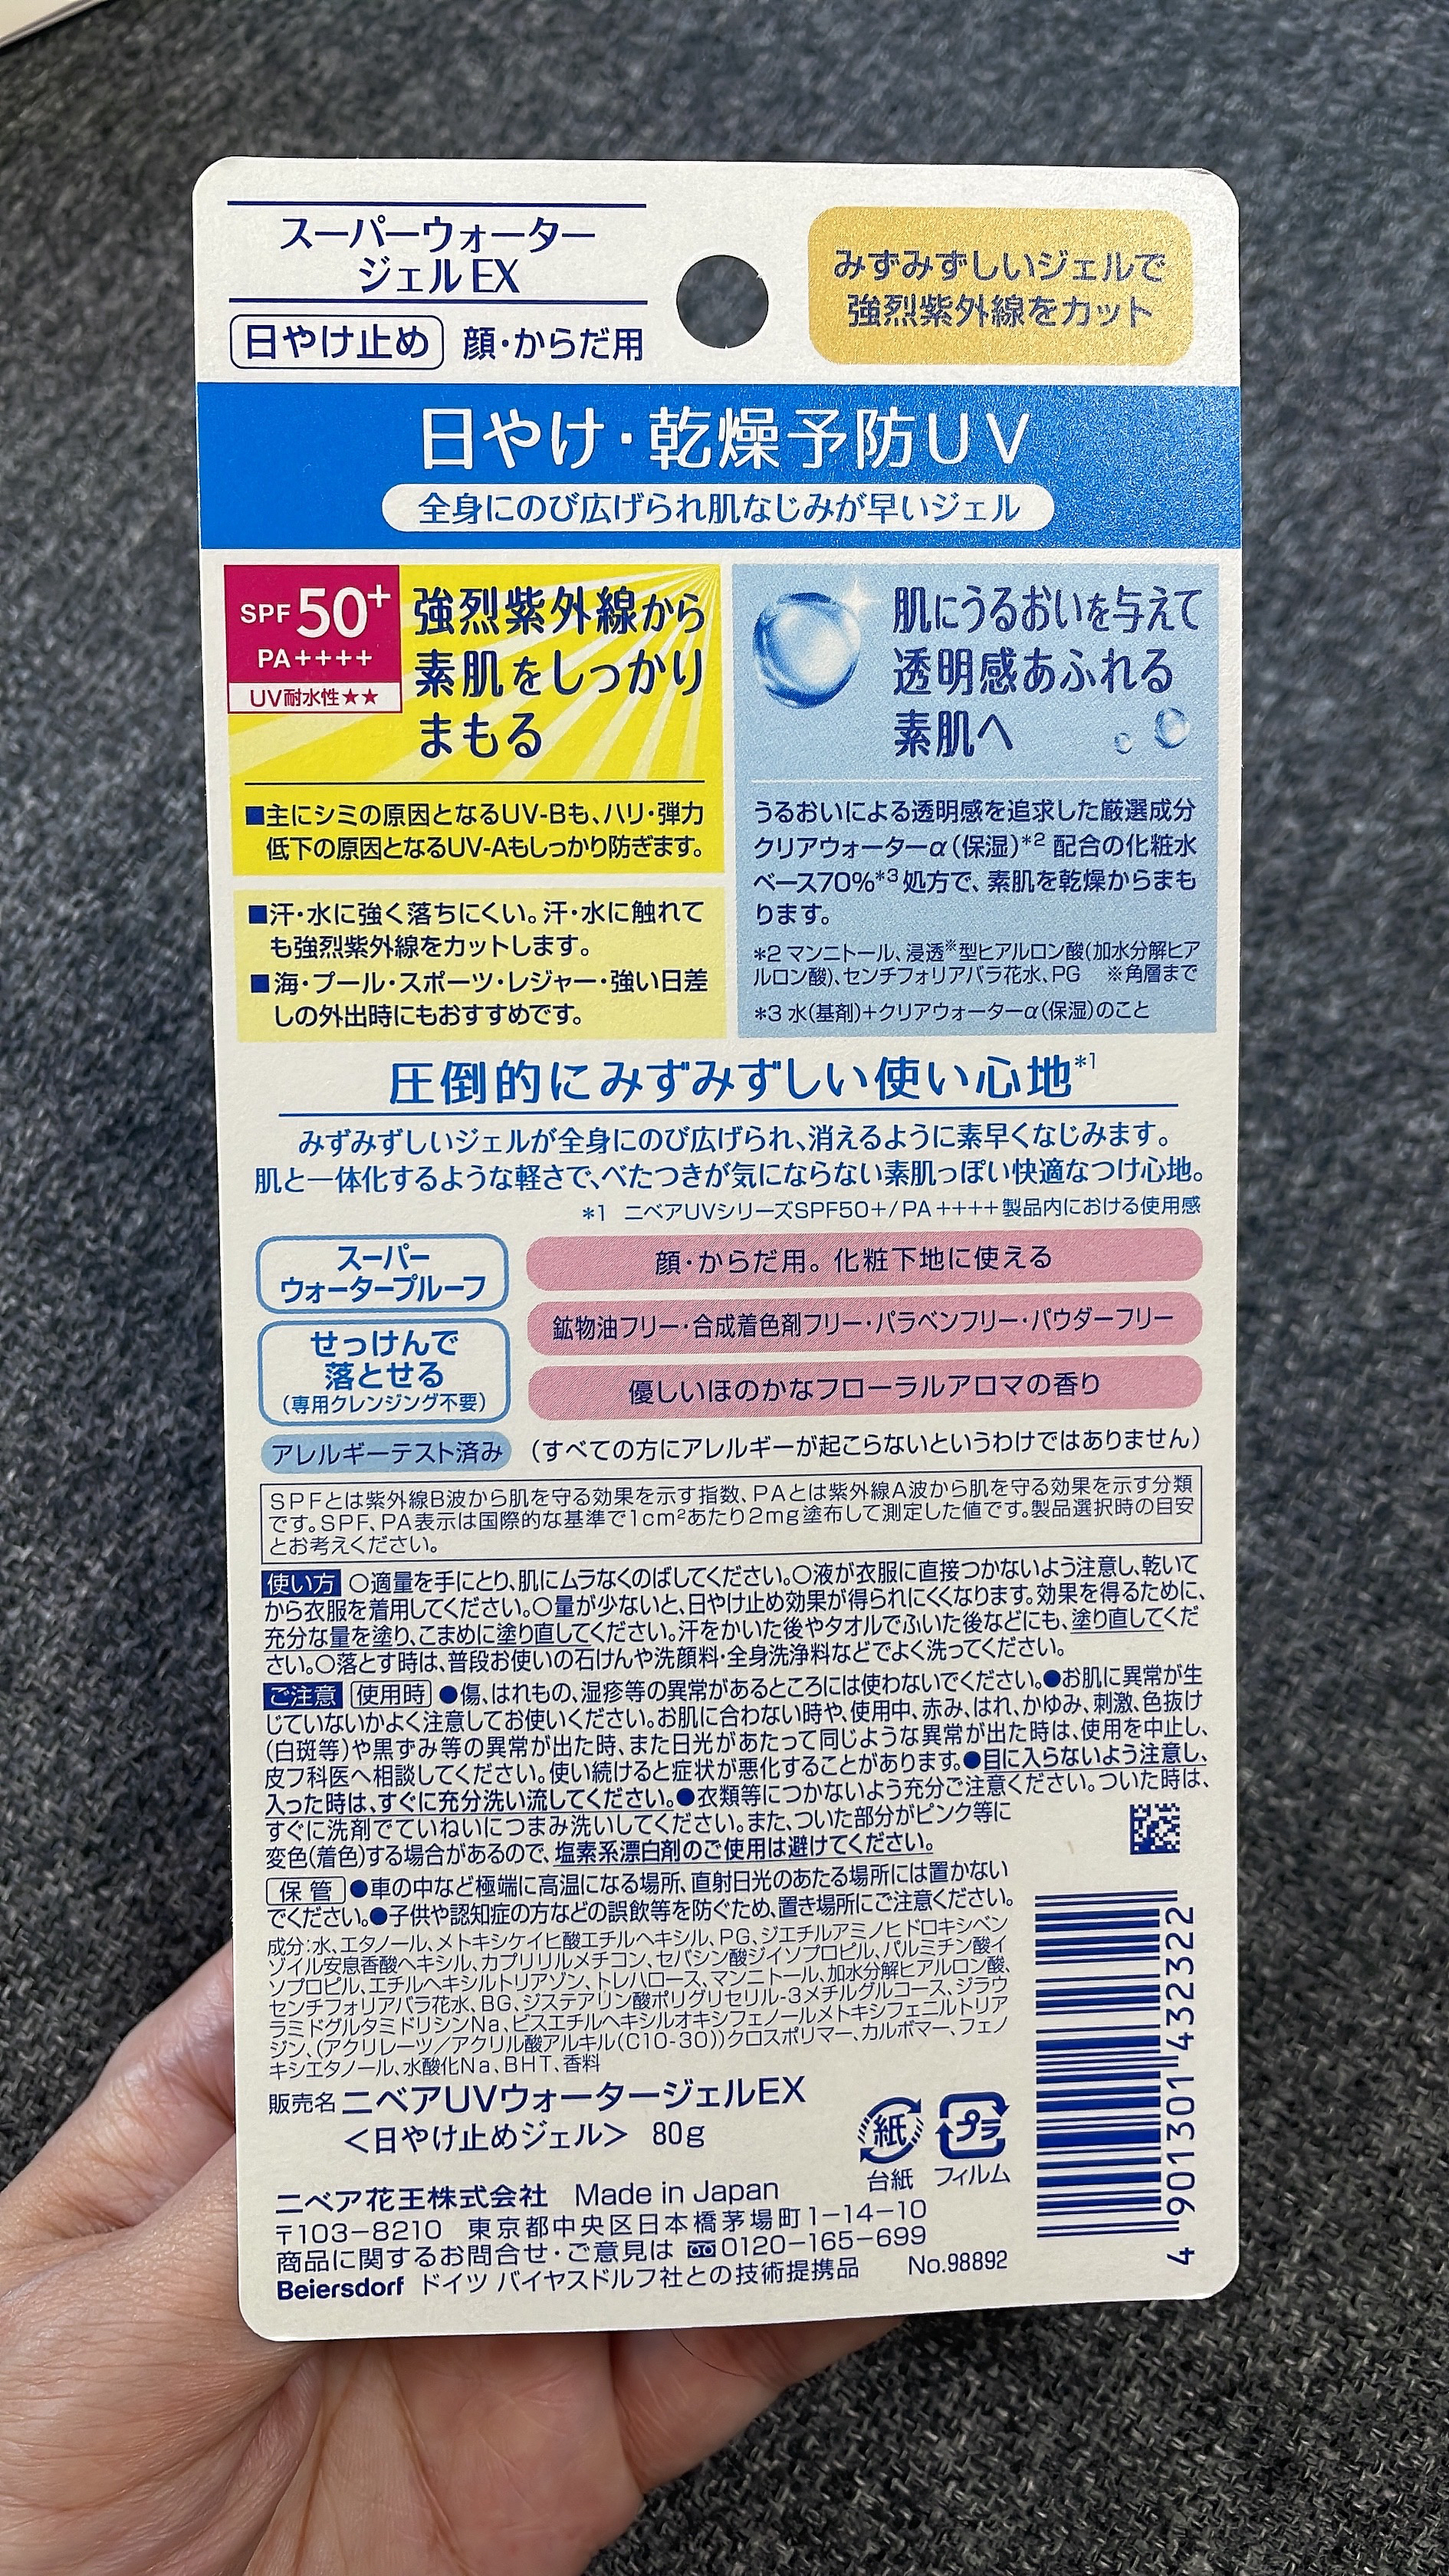 スーパーウォーター
ジェルEX
日やけ止め 顔・からだ用
みずみずしいジェルで
強烈紫外線をカット
日やけ・乾燥予防UV
全身にのび広げられ肌なじみが早いジェル
SPF50+
PA++++
UV耐水性★★
強烈紫外線から
素肌をしっかり
まもる
■主にシミの原因となるUV-Bも、ハリ・弾力
低下の原因となるUV-Aもしっかり防ぎます。
■汗・水に強く落ちにくい。汗・水に触れて
も強烈紫外線をカットします。
■海・プール・スポーツ・レジャー・強い日差
しの外出時にもおすすめです。
肌にうるおいを与えて
透明感あふれる
素肌へ
うるおいによる透明感を追求した厳選成分
クリアウォーターα(保湿)*2 配合の化粧水
ベース70%*3処方で、素肌を乾燥からまも
ります。
*2 マンニトール、浸透※型ヒアルロン酸(加水分解ヒア
ルロン酸)、センチフォリアバラ花水、PG ※角層まで
*3 水(基剤)+クリアウォーターα(保湿)のこと
圧倒的にみずみずしい使い心地*1
みずみずしいジェルが全身にのび広げられ、消えるように素早くなじみます。
肌と一体化するような軽さで、べたつきが気にならない素肌っぽい快適なつけ心地。
*1 ニベアUVシリーズSPF50+/PA++++製品内における使用感
スーパー
ウォータープルーフ
せっけんで
落とせる
(専用クレンジング不要)
顔・からだ用。化粧下地に使える
鉱物油フリー・合成着色剤フリー・パラベンフリー・パウダーフリー
優しいほのかなフローラルアロマの香り
アレルギーテスト済み (すべての方にアレルギーが起こらないというわけではありません)
SPFとは紫外線B波から肌を守る効果を示す指数、PAとは紫外線A波から肌を守る効果を示す分類
です。SPF、PA表示は国際的な基準で1cm²あたり2mg塗布して測定した値です。製品選択時の目安
とお考えください。
使い方 ○適量を手にとり、肌にムラなくのばしてください。○液が衣服に直接つかないよう注意し、乾いて
から衣服を着用してください。○量が少ないと、日やけ止め効果が得られにくくなります。効果を得るために、
充分な量を塗り、こまめに塗り直してください。汗をかいた後やタオルでふいた後などにも、塗り直してくだ
さい。○落とす時は、普段お使いの石けんや洗顔料・全身洗浄料などでよく洗ってください。
ご注意 使用時 ●傷、はれもの、湿疹等の異常があるところには使わないでください。●お肌に異常が生
じていないかよく注意してお使いください。お肌に合わない時や、使用中、赤み、はれ、かゆみ、刺激、色抜け
(白斑等)や黒ずみ等の異常が出た時、また日光があたって同じような異常が出た時は、使用を中止し、
皮フ科医へ相談してください。使い続けると症状が悪化することがあります。●目に入らないよう注意し、
入った時は、すぐに充分洗い流してください。●衣類等につかないよう充分ご注意ください。ついた時は、
すぐに洗剤でていねいにつまみ洗いしてください。また、ついた部分がピンク等に
変色(着色)する場合があるので、塩素系漂白剤のご使用は避けてください。
保管 ●車の中など極端に高温になる場所、直射日光のあたる場所には置かない
でください。●子供や認知症の方などの誤飲等を防ぐため、置き場所にご注意ください。
成分:水、エタノール、メトキシケイヒ酸エチルヘキシル、PG、ジエチルアミノヒドロキシベン
ゾイル安息香酸ヘキシル、カプリリルメチコン、セバシン酸ジイソプロピル、パルミチン酸イ
ソプロピル、エチルヘキシルトリアゾン、トレハロース、マンニトール、加水分解ヒアルロン酸、
センチフォリアバラ花水、BG、ジステアリン酸ポリグリセリル-3メチルグルコース、ジラウ
ラミドグルタミドリシンNa、ビスエチルヘキシルオキシフェノールメトキシフェニルトリア
ジン、(アクリレーツ/アクリル酸アルキル(C10-30))クロスポリマー、カルボマー、フェノ
キシエタノール、水酸化Na、BHT、香料
販売名 ニベアUVウォータージェルEX
<日やけ止めジェル> 80g
紙 プラ
台紙 フィルム
ニベア花王株式会社 Made in Japan
〒103-8210 東京都中央区日本橋茅場町1-14-10
商品に関するお問合せ・ご意見は 0120-165-699
Beiersdorf ドイツ バイヤスドルフ社との技術提携品 No.98892
4 901301 432322